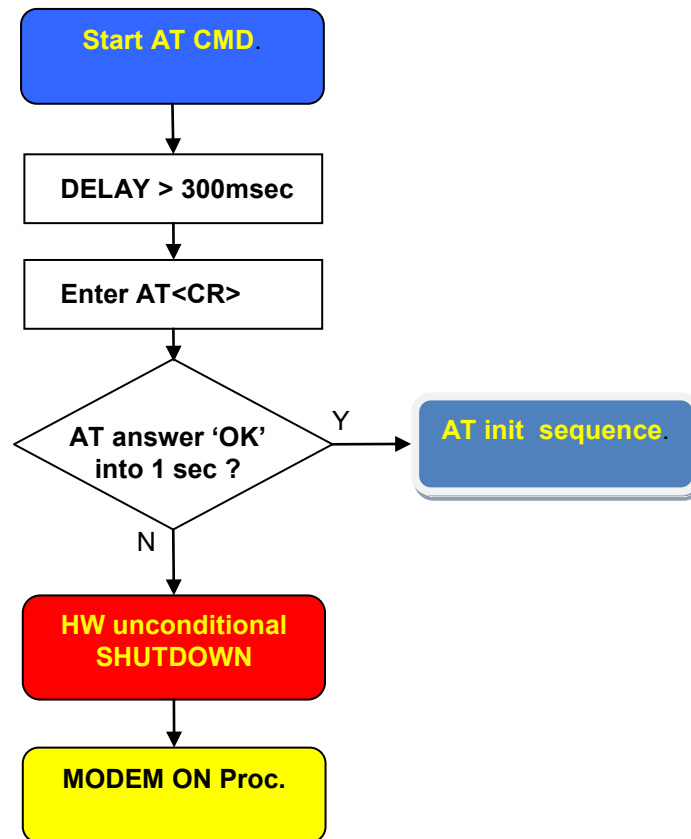 Start AT CMD.
DELAY > 300msec
Enter AT<CR>
AT answer ‘OK’
into 1 sec ?
Y
AT init sequence.
N
HW unconditional
SHUTDOWN
MODEM ON Proc.